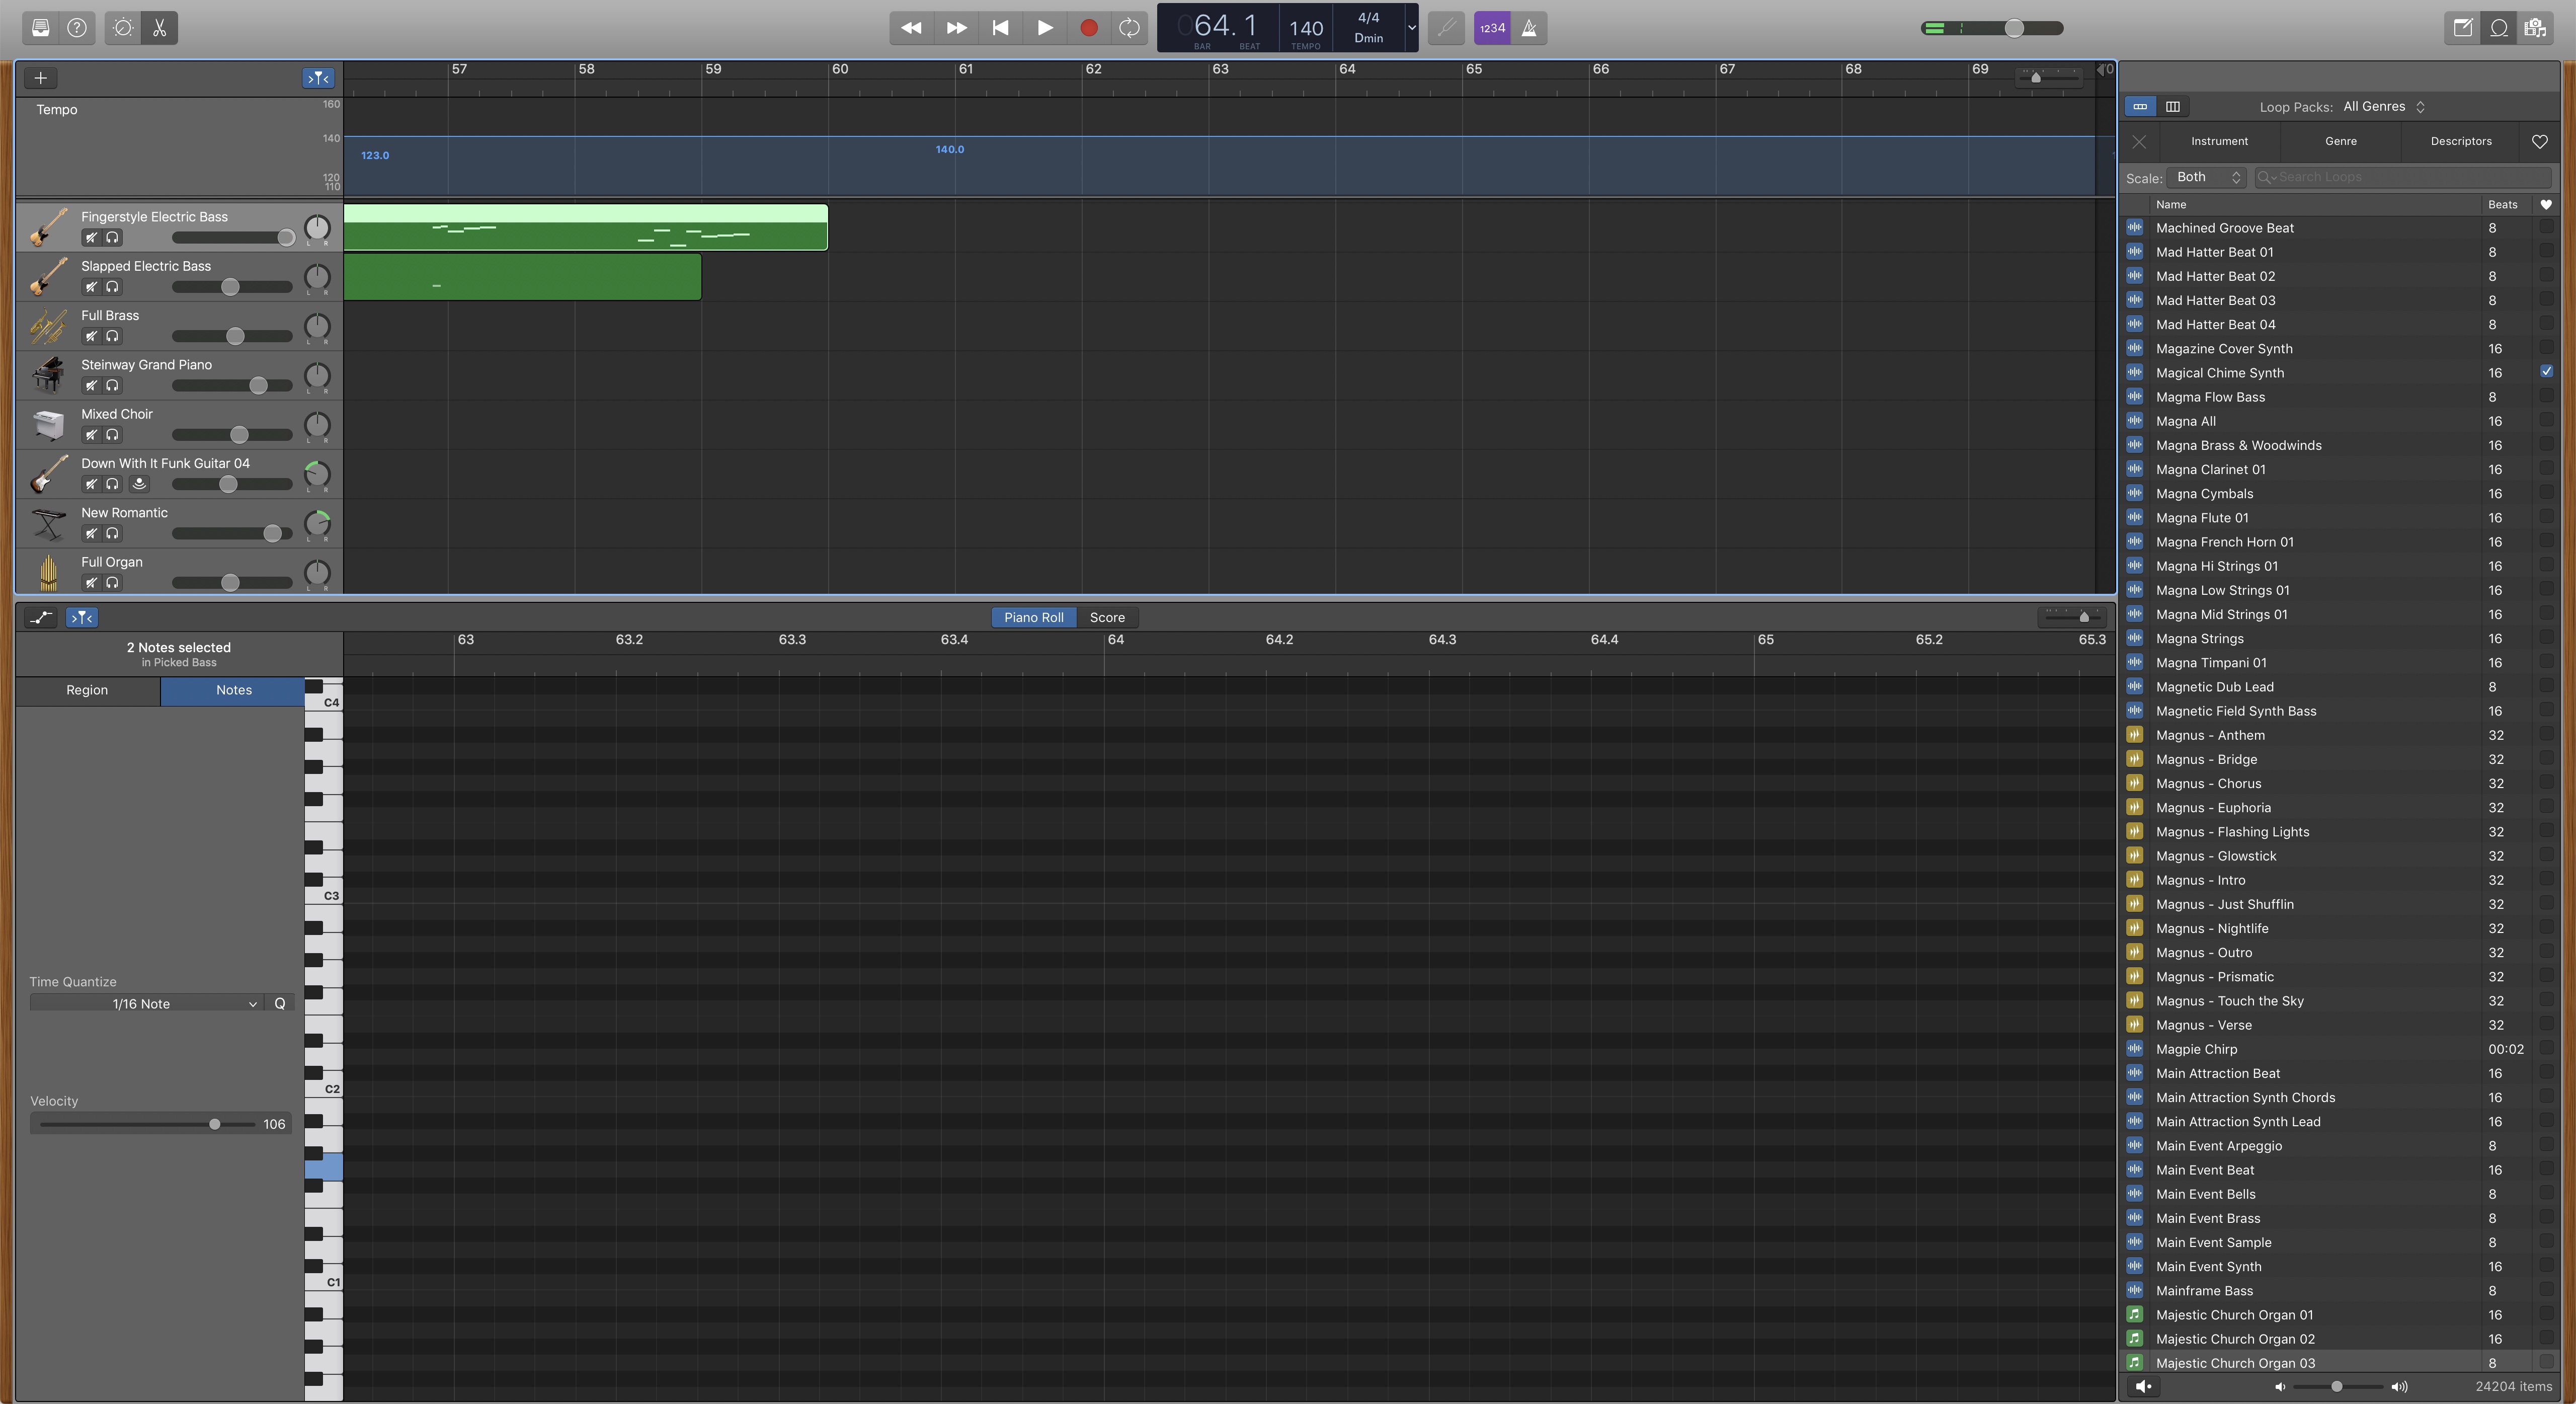 064. 1 140 4/4
BAR BEAT TEMPO Dmin
1234
57 58 59 60 61 62 63 64 65 66 67 68 69 70
Tempo
160
140
120
110
123.0 140.0
Fingerstyle Electric Bass
L R
Slapped Electric Bass
L R
Full Brass
L R
Steinway Grand Piano
L R
Mixed Choir
L R
Down With It Funk Guitar 04
L R
New Romantic
L R
Full Organ
L R
Piano Roll Score
63 63.2 63.3 63.4 64 64.2 64.3 64.4 65 65.2 65.3
2 Notes selected
in Picked Bass
Region Notes
C4
C3
C2
C1
Time Quantize
1/16 Note Q
Velocity
106
Loop Packs: All Genres
Instrument Genre Descriptors
Scale: Both Search Loops
Name Beats
Machined Groove Beat 8
Mad Hatter Beat 01 8
Mad Hatter Beat 02 8
Mad Hatter Beat 03 8
Mad Hatter Beat 04 8
Magazine Cover Synth 16
Magical Chime Synth 16
Magma Flow Bass 8
Magna All 16
Magna Brass & Woodwinds 16
Magna Clarinet 01 16
Magna Cymbals 16
Magna Flute 01 16
Magna French Horn 01 16
Magna Hi Strings 01 16
Magna Low Strings 01 16
Magna Mid Strings 01 16
Magna Strings 16
Magna Timpani 01 16
Magnetic Dub Lead 8
Magnetic Field Synth Bass 16
Magnus - Anthem 32
Magnus - Bridge 32
Magnus - Chorus 32
Magnus - Euphoria 32
Magnus - Flashing Lights 32
Magnus - Glowstick 32
Magnus - Intro 32
Magnus - Just Shufflin 32
Magnus - Nightlife 32
Magnus - Outro 32
Magnus - Prismatic 32
Magnus - Touch the Sky 32
Magnus - Verse 32
Magpie Chirp 00:02
Main Attraction Beat 16
Main Attraction Synth Chords 16
Main Attraction Synth Lead 16
Main Event Arpeggio 8
Main Event Beat 16
Main Event Bells 8
Main Event Brass 8
Main Event Sample 8
Main Event Synth 16
Mainframe Bass 8
Majestic Church Organ 01 16
Majestic Church Organ 02 16
Majestic Church Organ 03 8
24204 items